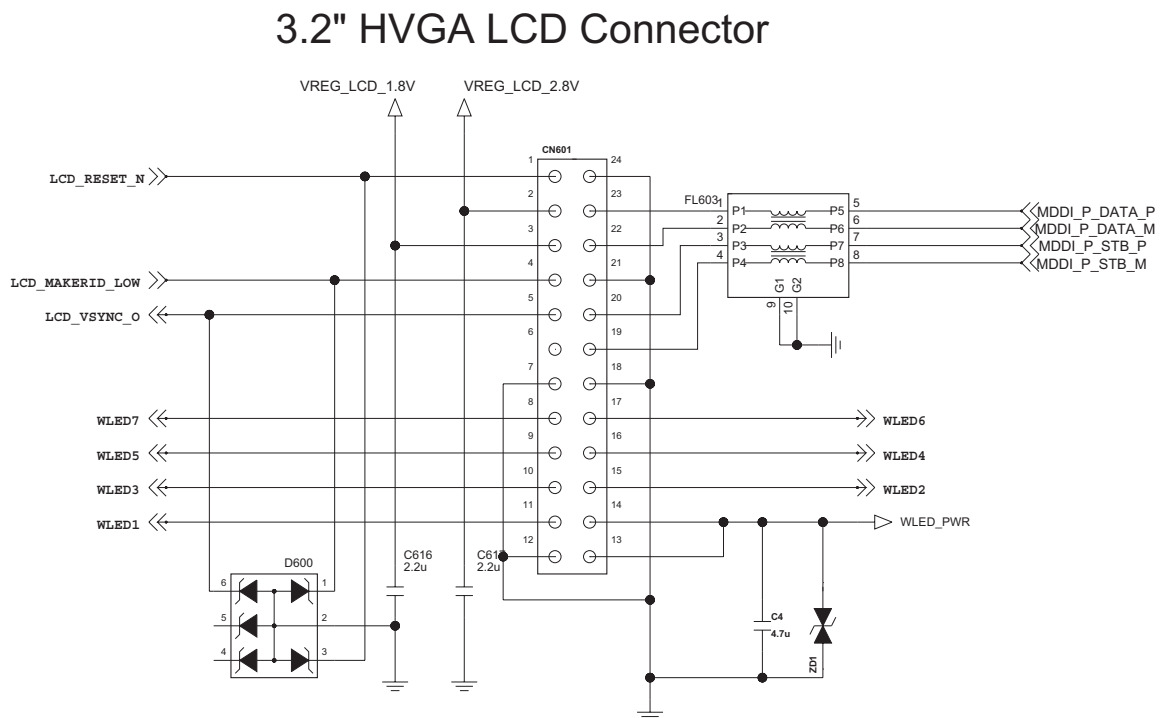 3.2" HVGA LCD Connector
VREG_LCD_1.8V VREG_LCD_2.8V
CN601
1 24
LCD_RESET_N
2 23
FL603
1 P1 P5 5 MDDI_P_DATA_P
3 22
2 P2 P6 6 MDDI_P_DATA_M
3 P3 P7 7 MDDI_P_STB_P
4 21
4 P4 P8 8 MDDI_P_STB_M
LCD_MAKERID_LOW
G1 G2
5 20
9 10
LCD_VSYNC_O
6 19
7 18
8 17
WLED7 WLED6
9 16
WLED5 WLED4
10 15
WLED3 WLED2
11 14
WLED1 WLED_PWR
12 13
D600
C616
2.2u
2.2u
6 1
5 2
4 3
C4
4.7u
ZD1